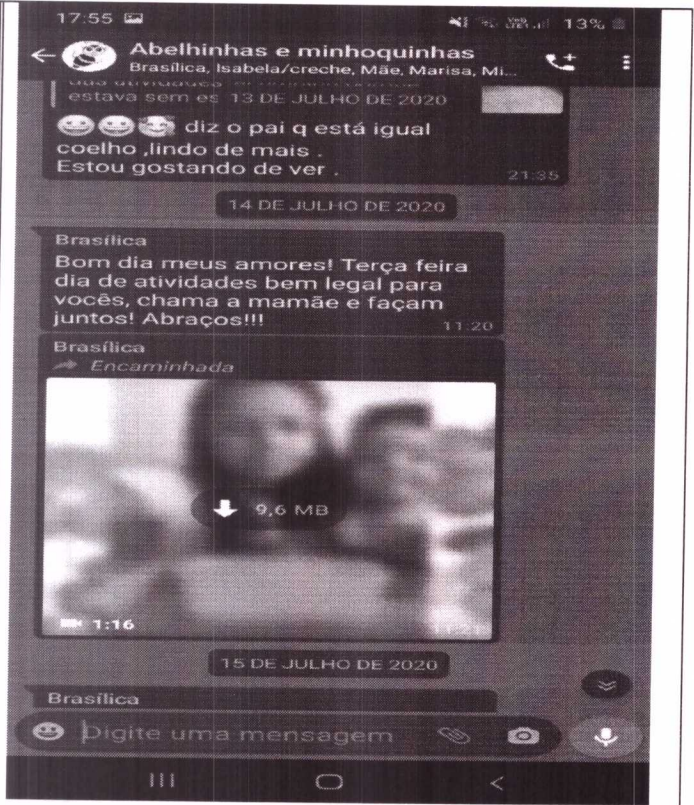 17:55
13%
Abelhinhas e minhoquinhas
Brasílica, Isabela/creche, Mãe, Marisa, Mi...
estava sem es 13 DE JULHO DE 2020
diz o pai q está igual
coelho ,lindo de mais .
Estou gostando de ver .
21:35
14 DE JULHO DE 2020
Brasílica
Bom dia meus amores! Terça feira
dia de atividades bem legal para
vocês, chama a mamãe e façam
juntos! Abraços!!!
11:20
Brasílica
Encaminhada
9,6 MB
1:16
15 DE JULHO DE 2020
Brasílica
Digite uma mensagem